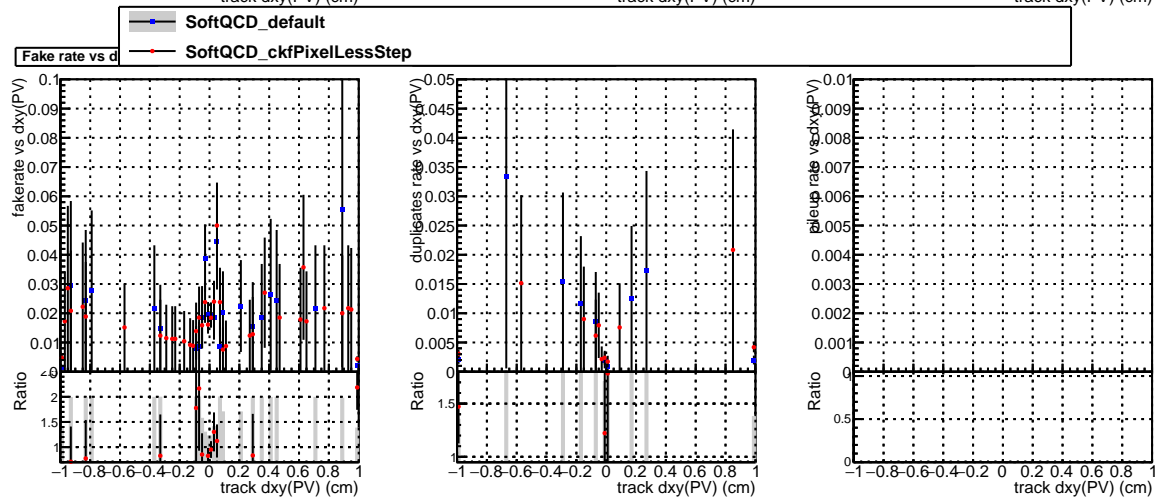 track dxy(PV) (cm) track dxy(PV) (cm) track dxy(PV) (cm)
SoftQCD_default
SoftQCD_ckfPixelLessStep
Fake rate vs d
fakerate vs dxy(PV)
0.1
0.09
0.08
0.07
0.06
0.05
0.04
0.03
0.02
0.01
0
Ratio
2
1.5
1
−1 −0.8 −0.6 −0.4 −0.2 0 0.2 0.4 0.6 0.8 1
track dxy(PV) (cm)
duplicates rate vs dxy(PV)
0.05
0.045
0.04
0.035
0.03
0.025
0.02
0.015
0.01
0.005
0
Ratio
1.5
1
−1 −0.8 −0.6 −0.4 −0.2 0 0.2 0.4 0.6 0.8 1
track dxy(PV) (cm)
pileup rate vs dxy(PV)
0.01
0.009
0.008
0.007
0.006
0.005
0.004
0.003
0.002
0.001
0
Ratio
1
0.5
0
−1 −0.8 −0.6 −0.4 −0.2 0 0.2 0.4 0.6 0.8 1
track dxy(PV) (cm)